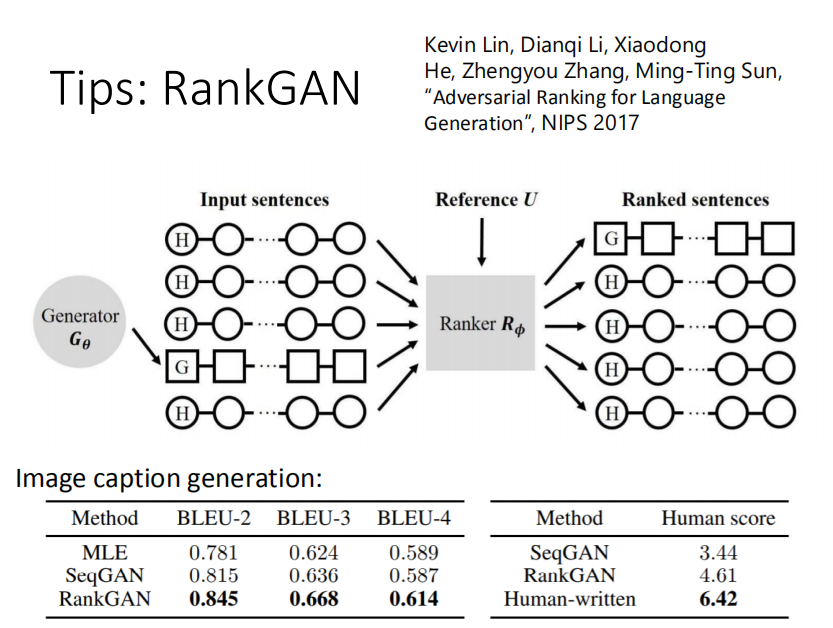 Tips: RankGAN
Kevin Lin, Dianqi Li, Xiaodong
He, Zhengyou Zhang, Ming-Ting Sun,
“Adversarial Ranking for Language
Generation”, NIPS 2017
Input sentences
Reference U
Ranked sentences
H
H
H
G
H
Generator
Gθ
Ranker Rϕ
G
H
H
H
H
Image caption generation:
Method BLEU-2 BLEU-3 BLEU-4
MLE 0.781 0.624 0.589
SeqGAN 0.815 0.636 0.587
RankGAN 0.845 0.668 0.614
Method Human score
SeqGAN 3.44
RankGAN 4.61
Human-written 6.42